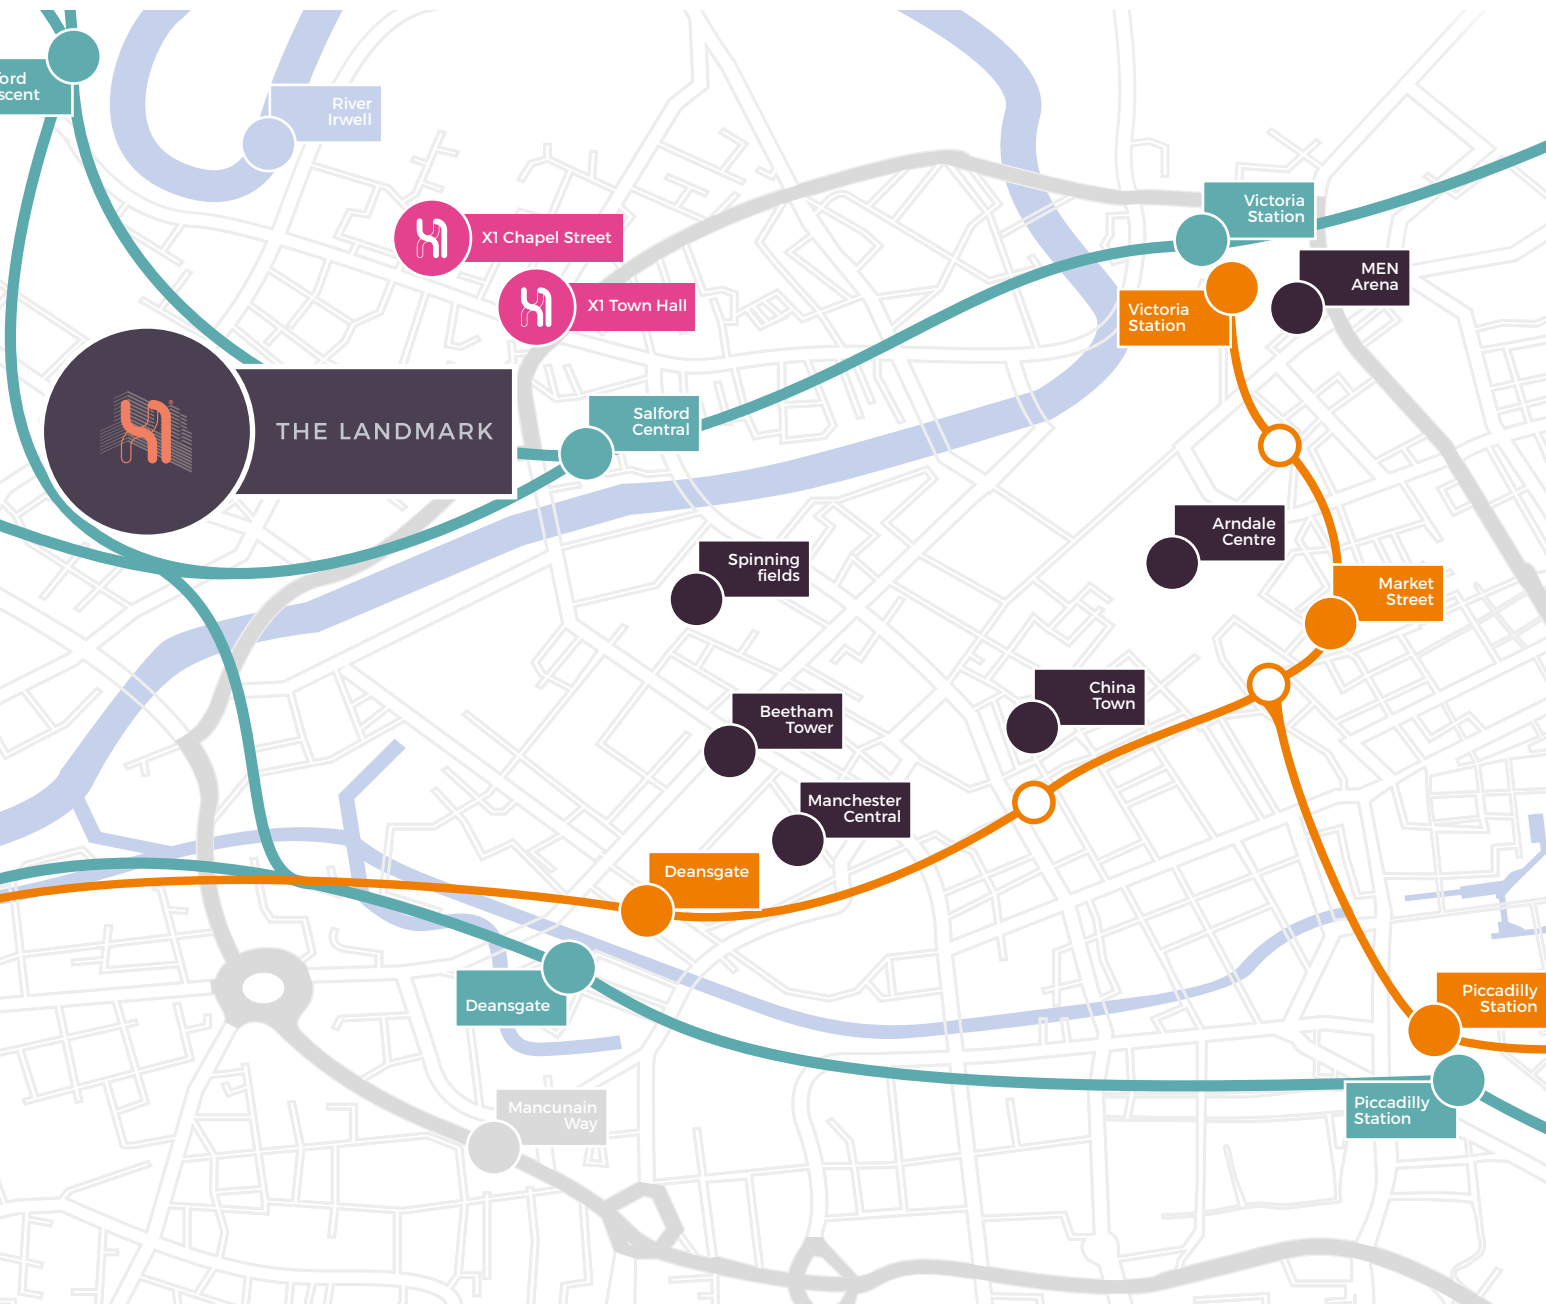 ord
scent
River
Irwell
Victoria
Station
X1 Chapel Street
MEN
Arena
X1 Town Hall
Victoria
Station
THE LANDMARK
Salford
Central
Arndale
Centre
Spinning
fields
Market
Street
China
Town
Beetham
Tower
Manchester
Central
Deansgate
Deansgate
Piccadilly
Station
Mancunain
Way
Piccadilly
Station